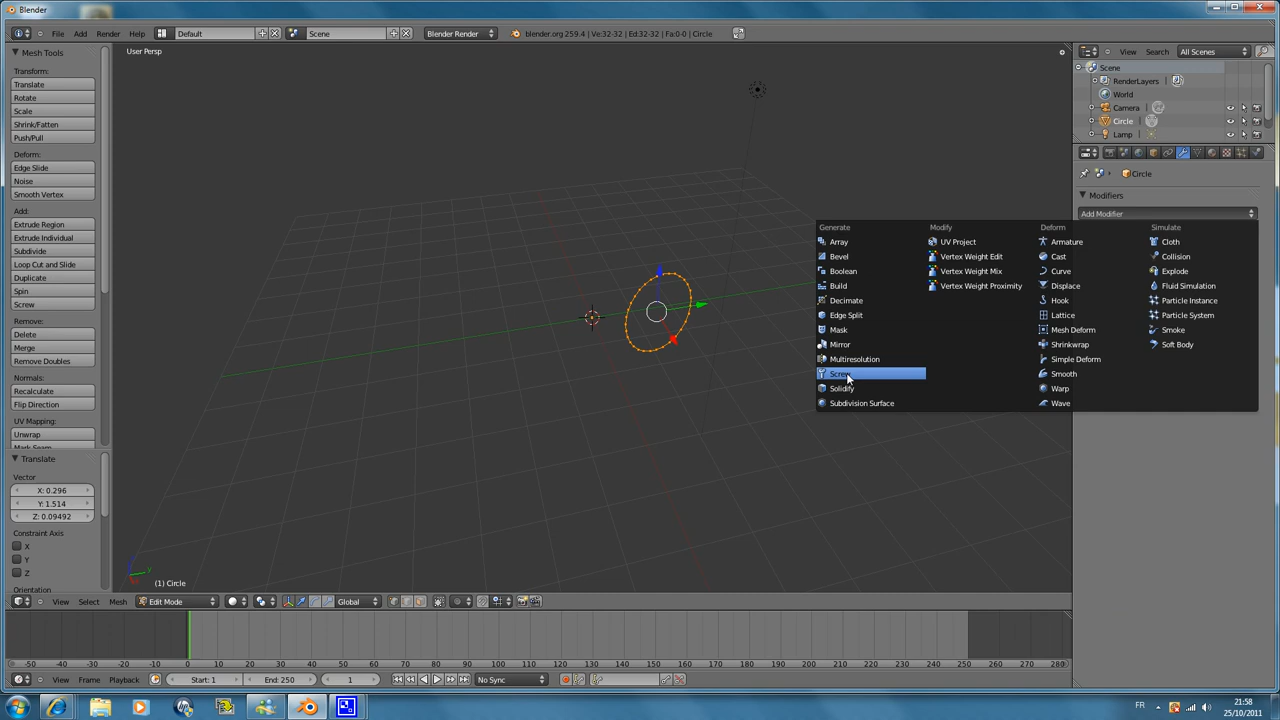 Blender
File Add Render Help Default Scene Blender Render blender.org 259.4 | Ve:32-32 | Ed:32-32 | Fa:0-0 | Circle
View Search All Scenes
Mesh Tools
Transform:
Translate
Rotate
Scale
Shrink/Fatten
Push/Pull
Deform:
Edge Slide
Noise
Smooth Vertex
Add:
Extrude Region
Extrude Individual
Subdivide
Loop Cut and Slide
Duplicate
Spin
Screw
Remove:
Delete
Merge
Remove Doubles
Normals:
Recalculate
Flip Direction
UV Mapping:
Unwrap
Mark Seam
Translate
Vector
X: 0.296
Y: 1.514
Z: 0.09492
Constraint Axis
X
Y
Z
Orientation
User Persp
(1) Circle
Scene
RenderLayers
World
Camera
Circle
Lamp
Circle
Modifiers
Add Modifier
Generate
Array
Bevel
Boolean
Build
Decimate
Edge Split
Mask
Mirror
Multiresolution
Screw
Solidify
Subdivision Surface
Modify
UV Project
Vertex Weight Edit
Vertex Weight Mix
Vertex Weight Proximity
Deform
Armature
Cast
Curve
Displace
Hook
Lattice
Mesh Deform
Shrinkwrap
Simple Deform
Smooth
Warp
Wave
Simulate
Cloth
Collision
Explode
Fluid Simulation
Particle Instance
Particle System
Smoke
Soft Body
View Select Mesh Edit Mode Global
-50 -40 -30 -20 -10 0 10 20 30 40 50 60 70 80 90 100 110 120 130 140 150 160 170 180 190 200 210 220 230 240 250 260 270 280
View Frame Playback Start: 1 End: 250 1 No Sync
FR 21:58
25/10/2011